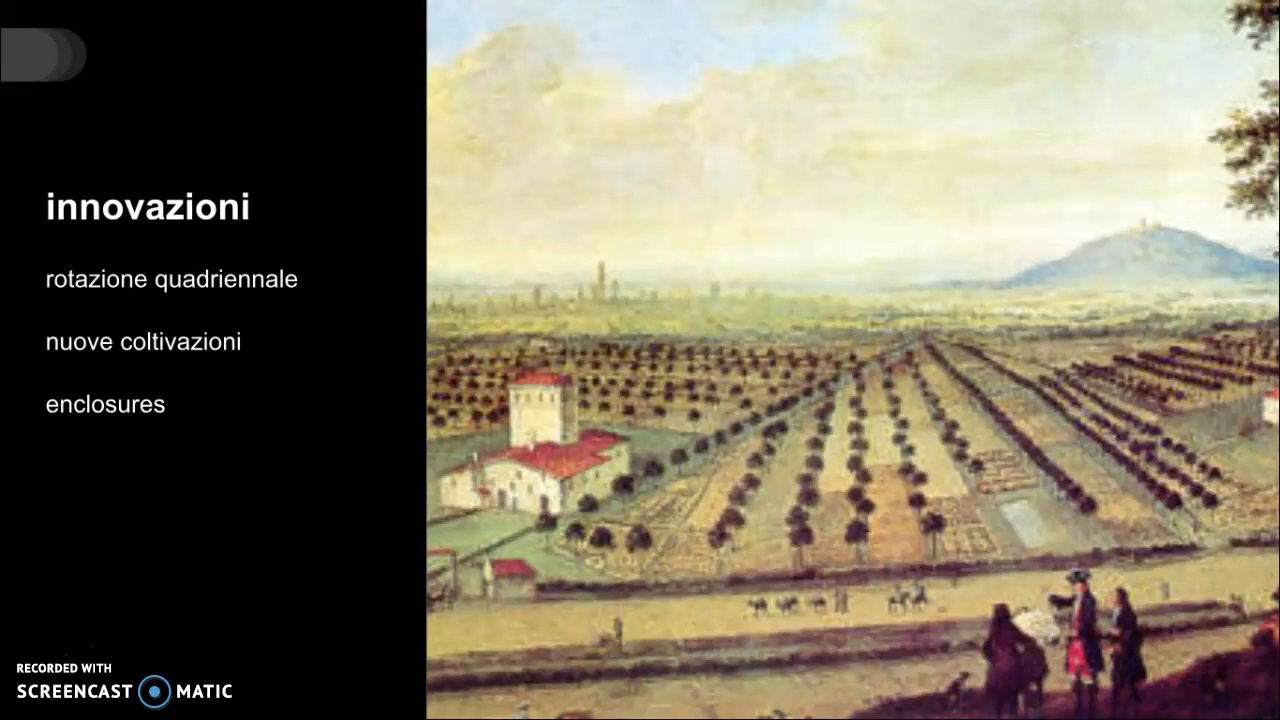 innovazioni
rotazione quadriennale
nuove coltivazioni
enclosures
RECORDED WITH
SCREENCAST MATIC